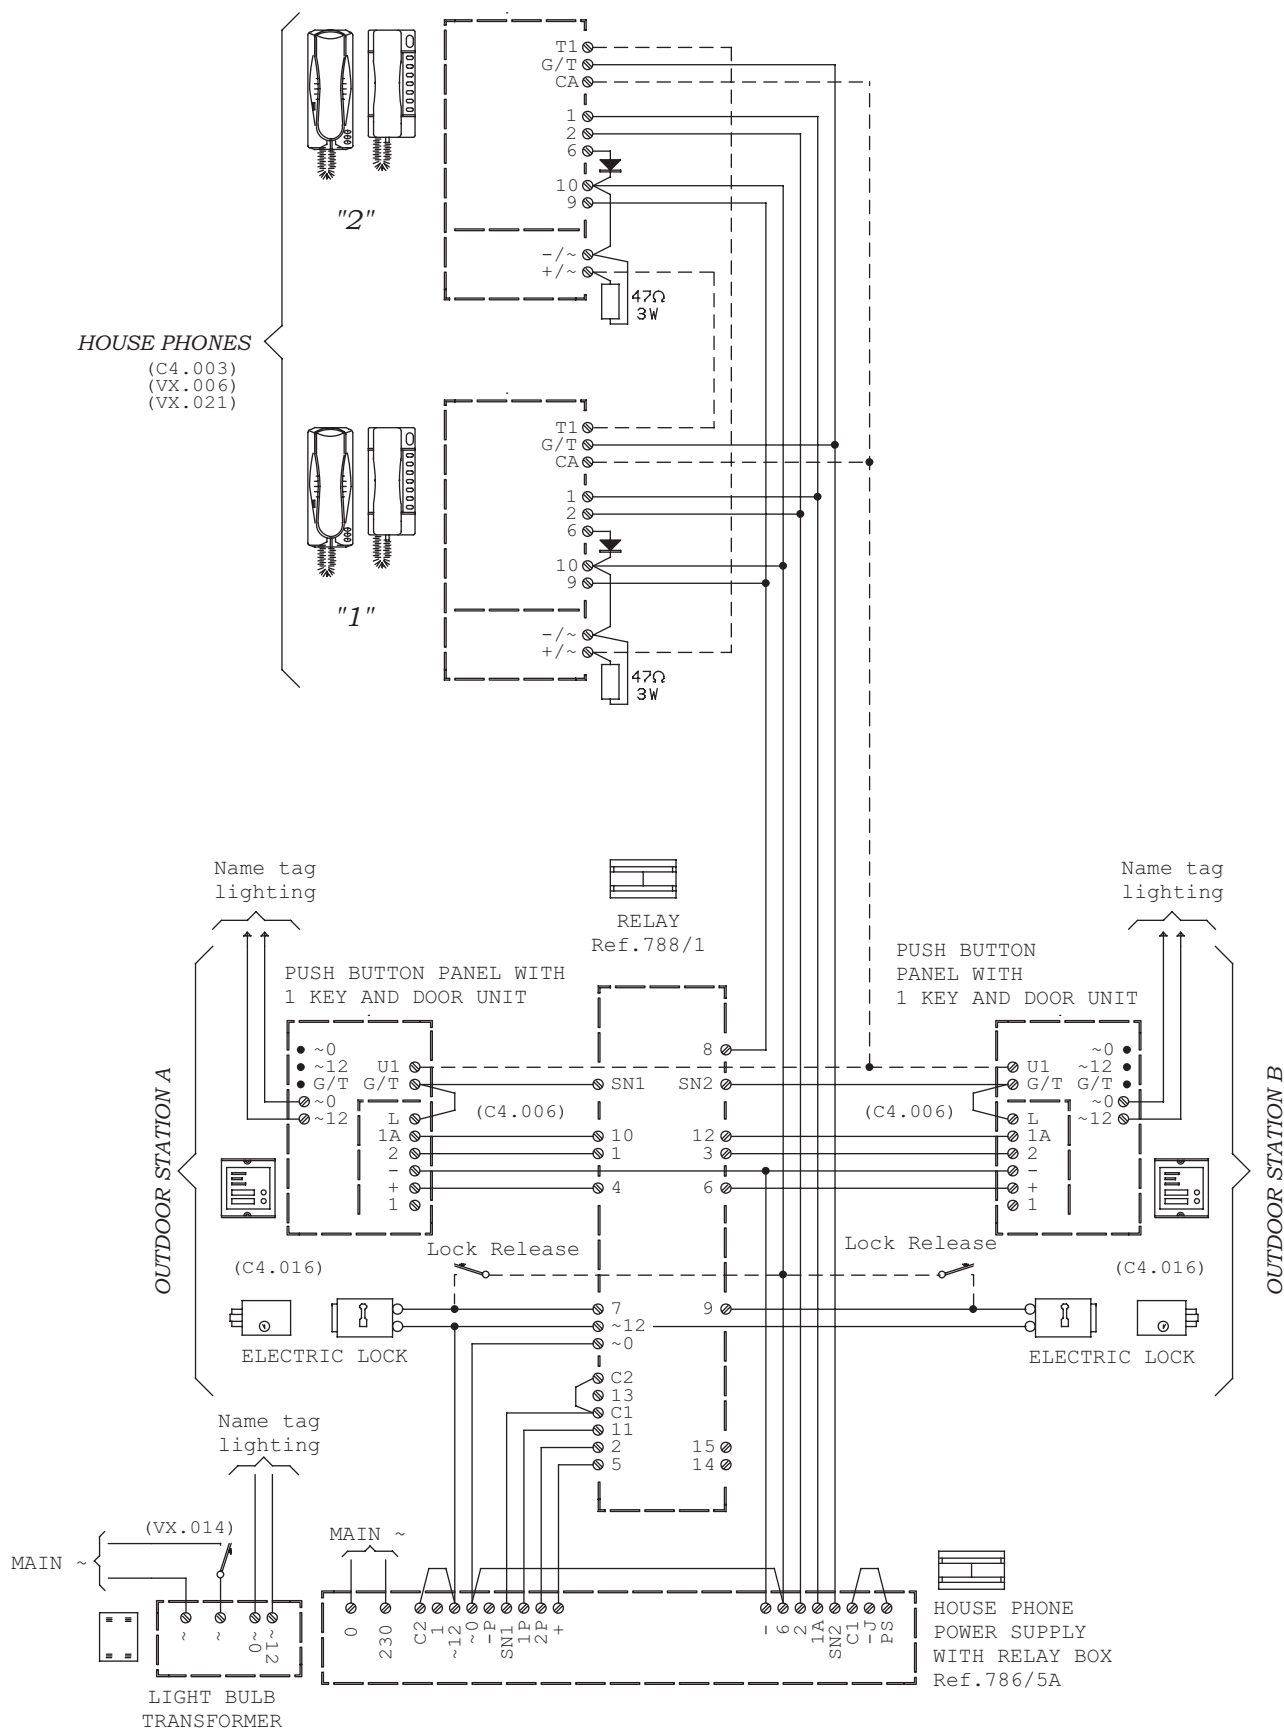 T1
G/T
CA
1
2
6
10
9
"2"
-/~
+/~
47Ω
3W
HOUSE PHONES
(C4.003)
(VX.006)
(VX.021)
T1
G/T
CA
1
2
6
10
9
"1"
-/~
+/~
47Ω
3W
Name tag
lighting
RELAY
Ref.788/1
Name tag
lighting
PUSH BUTTON PANEL WITH
1 KEY AND DOOR UNIT
PUSH BUTTON
PANEL WITH
1 KEY AND DOOR UNIT
OUTDOOR STATION A
~0
~12
G/T
~0
~12
U1
G/T
L
1A
2
-
+
1
(C4.006)
SN1
10
1
4
8
SN2
12
3
6
(C4.006)
U1
G/T
L
1A
2
-
+
1
~0
~12
G/T
~0
~12
OUTDOOR STATION B
(C4.016)
Lock Release
Lock Release
(C4.016)
ELECTRIC LOCK
7
~12
~0
C2
13
C1
11
2
5
9
15
14
ELECTRIC LOCK
Name tag
lighting
(VX.014)
MAIN ~
MAIN ~
~
~
~0
~12
LIGHT BULB
TRANSFORMER
0
230
C2
1
~12
~0
-P
SN1
1P
2P
+
-
6
2
1A
SN2
C1
-J
PS
HOUSE PHONE
POWER SUPPLY
WITH RELAY BOX
Ref.786/5A